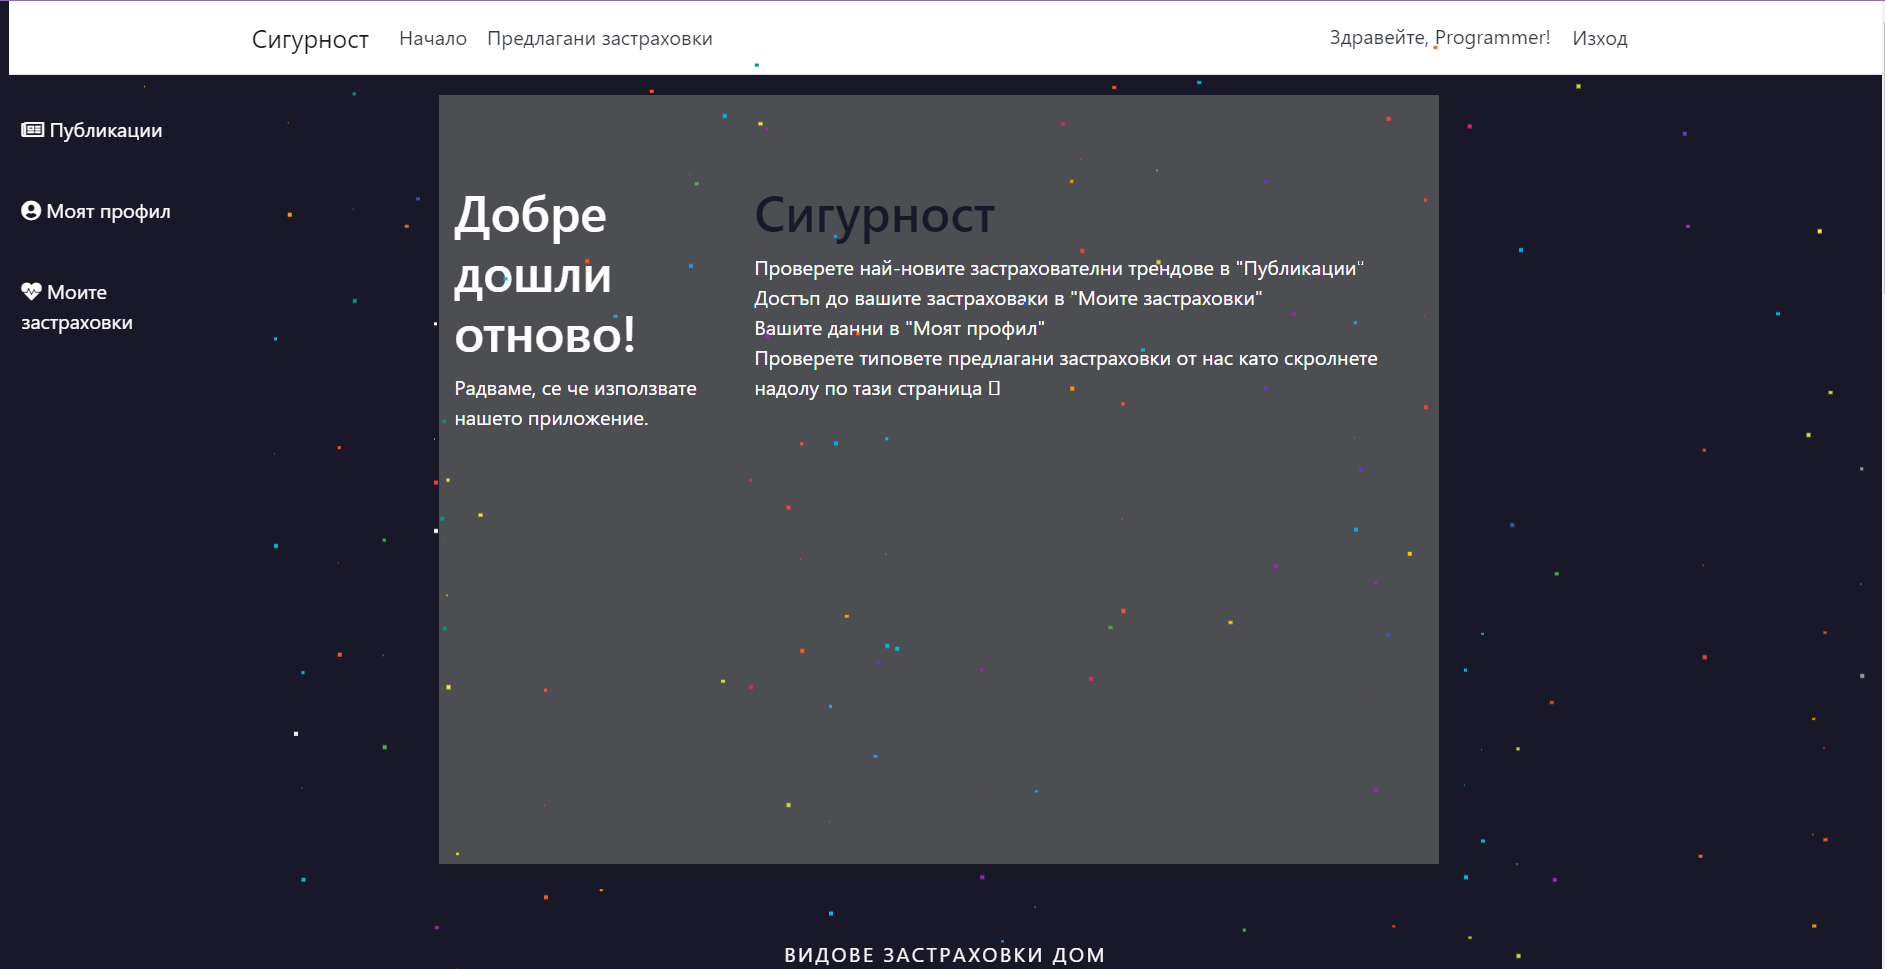 Сигурност Начало Предлагани застраховки Здравейте, Programmer! Изход
Публикации
Моят профил
Моите
застраховки
Добре
дошли
отново!
Радваме, се че използвате
нашето приложение.
Сигурност
Проверете най-новите застрахователни трендове в "Публикации"
Достъп до вашите застраховаки в "Моите застраховки"
Вашите данни в "Моят профил"
Проверете типовете предлагани застраховки от нас като скролнете
надолу по тази страница
ВИДОВЕ ЗАСТРАХОВКИ ДОМ